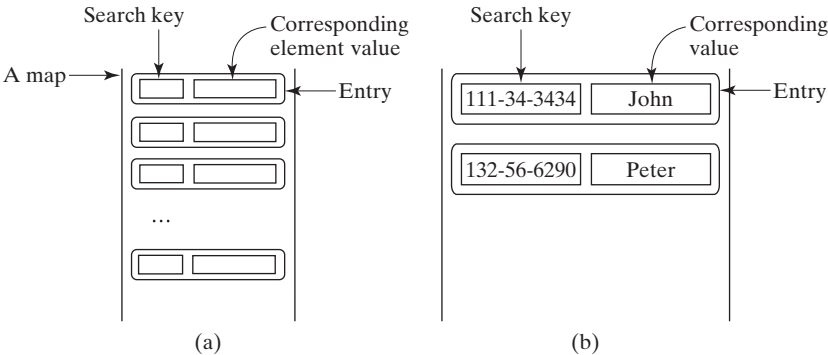 Search key
Corresponding
element value
A map
Entry
...
(a)
Search key
Corresponding
value
111-34-3434 John
Entry
132-56-6290 Peter
(b)